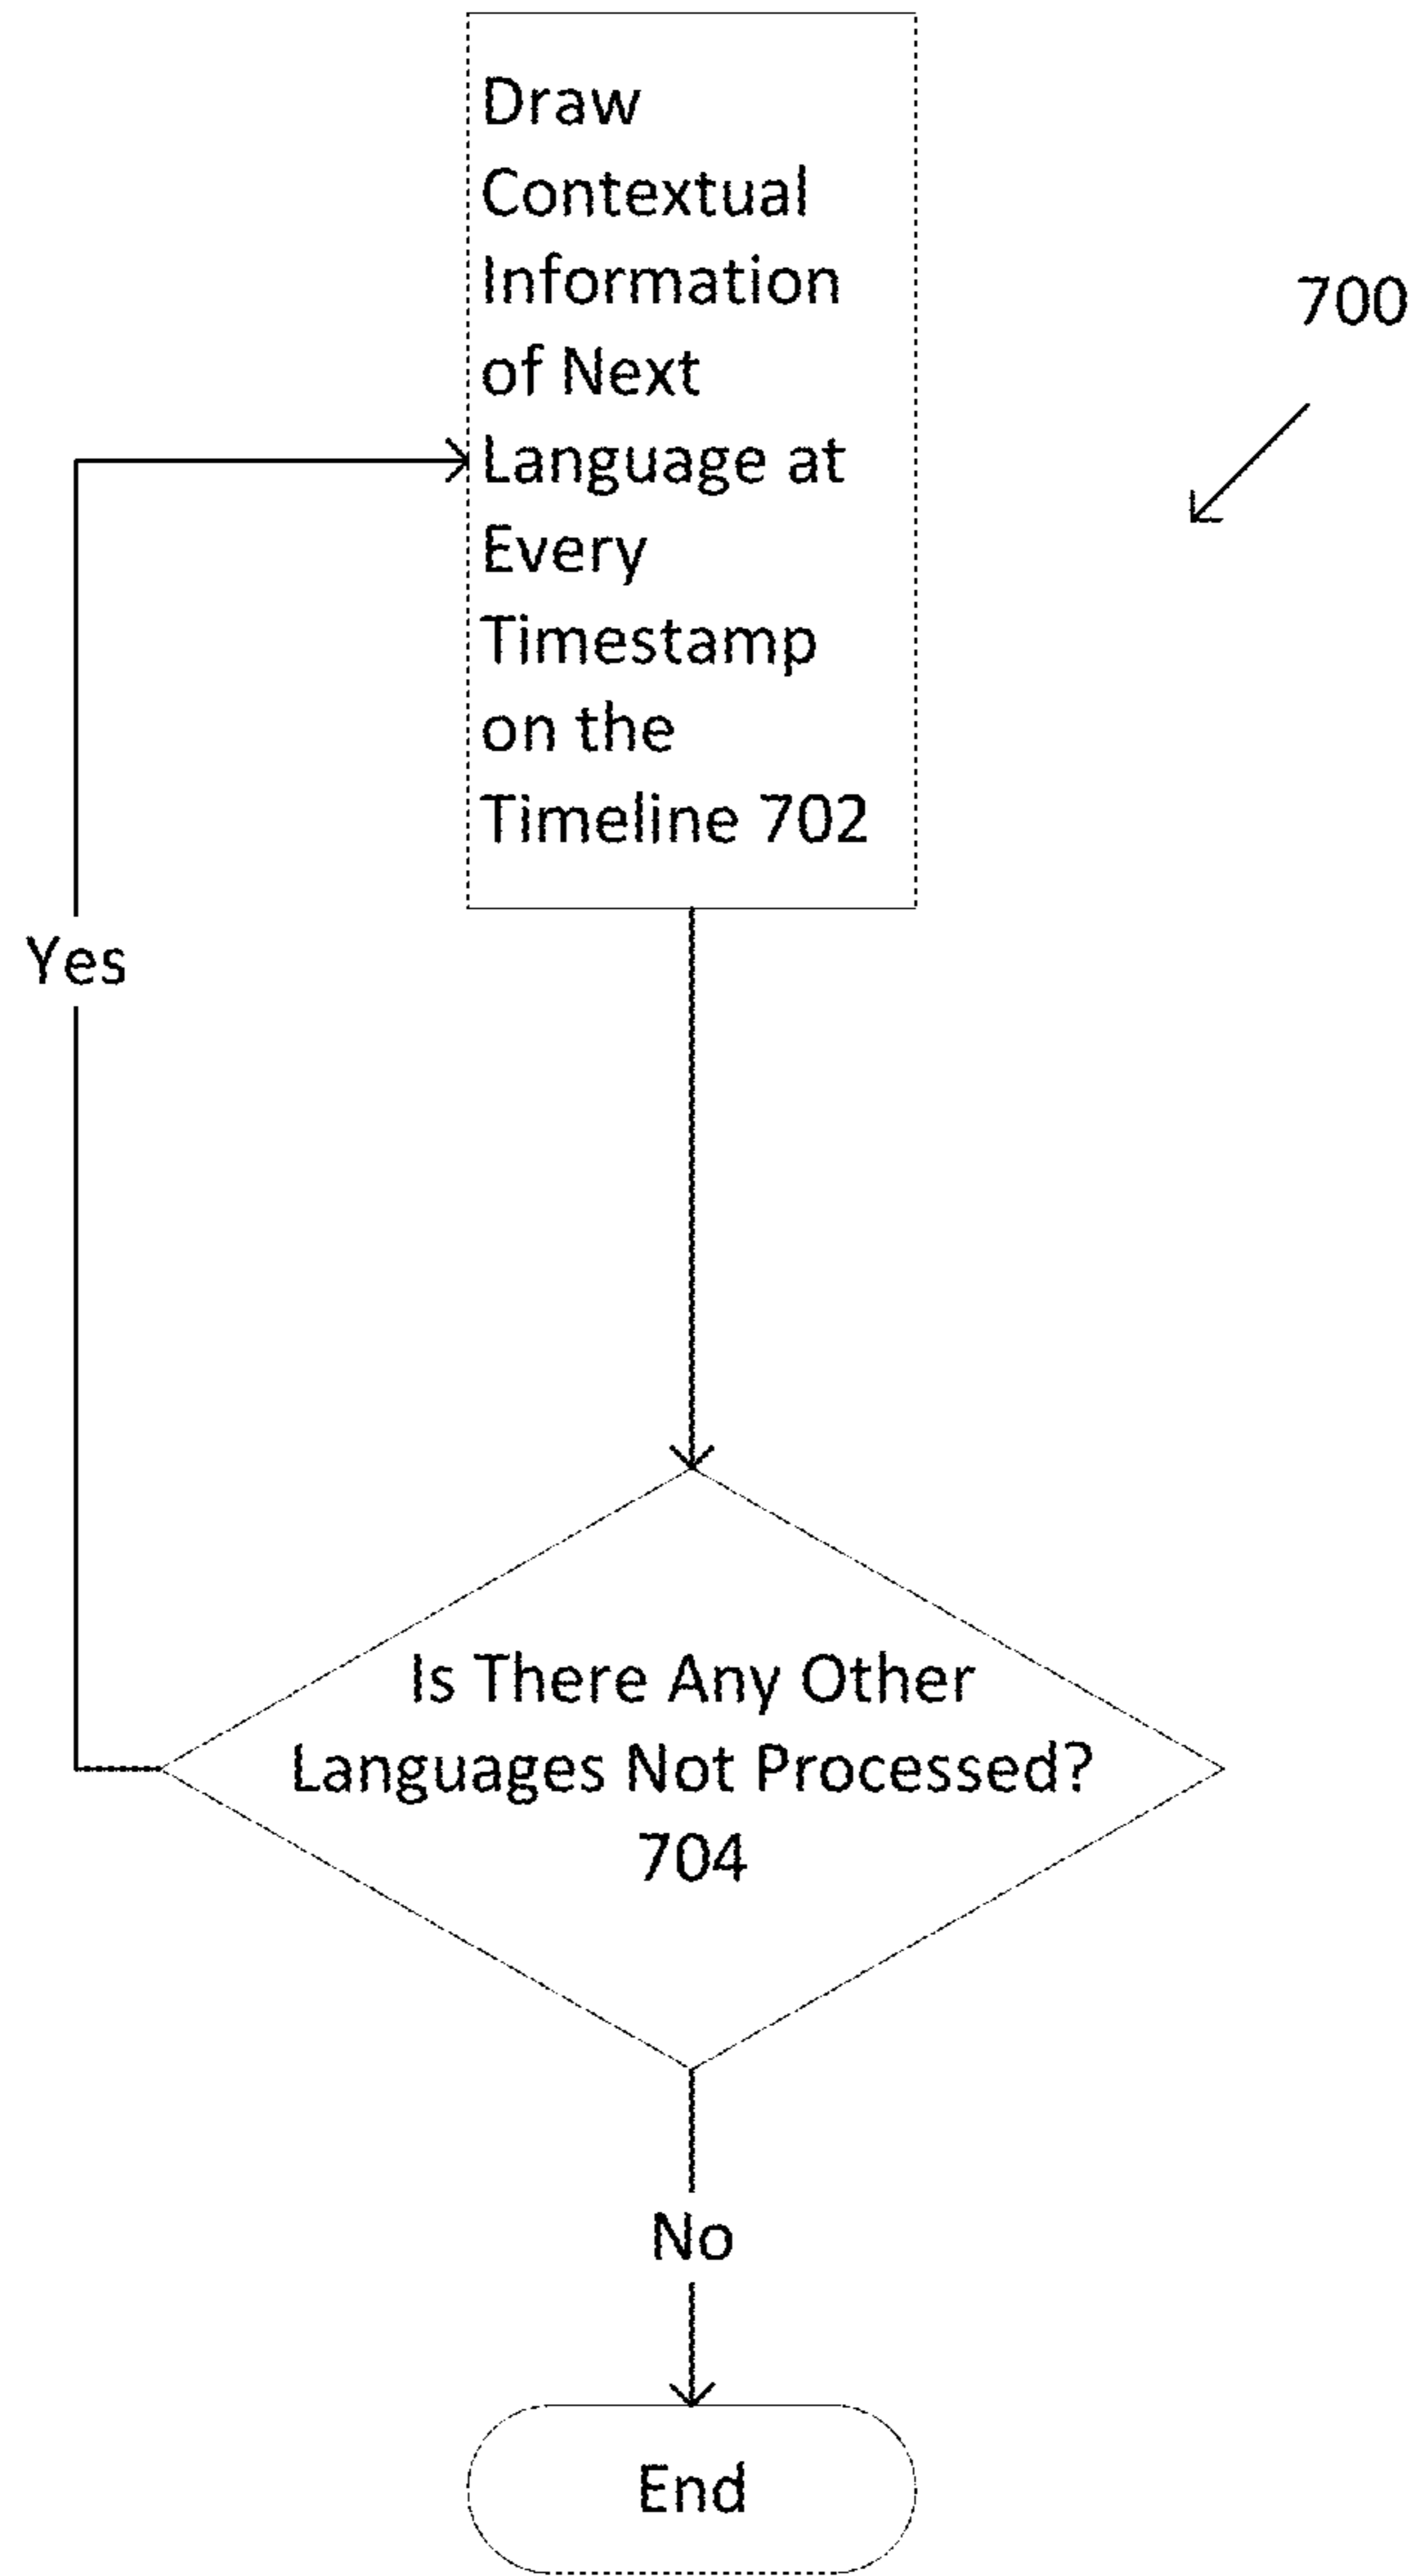 Draw
Contextual
Information
of Next
Language at
Every
Timestamp
on the
Timeline 702
700
Yes
Is There Any Other
Languages Not Processed?
704
No
End